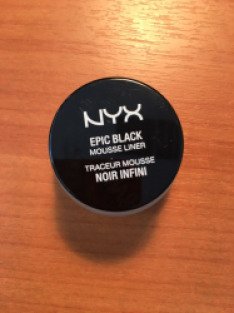 NYX
EPIC BLACK
MOUSSE LINER
TRACEUR MOUSSE
NOIR INFINI